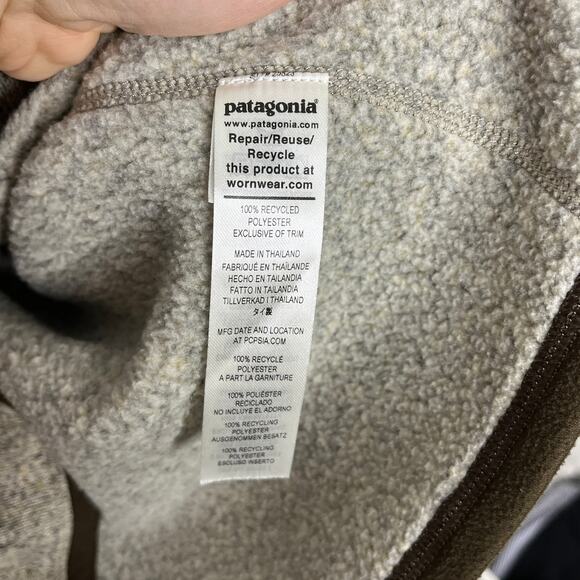 patagonia®
www.patagonia.com
Repair/Reuse/
Recycle
this product at
wornwear.com
100% RECYCLED
POLYESTER
EXCLUSIVE OF TRIM
MADE IN THAILAND
FABRIQUÉ EN THAÏLANDE
HECHO EN TAILANDIA
FATTO IN TAILANDIA
TILLVERKAD I THAILAND
タイ製
MFG DATE AND LOCATION
AT PCPSIA.COM
100% RECYCLÉ
POLYESTER
A PART LA GARNITURE
100% POLIÉSTER
RECICLADO
NO INCLUYE EL ADORNO
100% RECYCLING
POLYESTER
AUSGENOMMEN BESATZ
100% RECYCLING
POLYESTER
ESCLUSO INSERTO